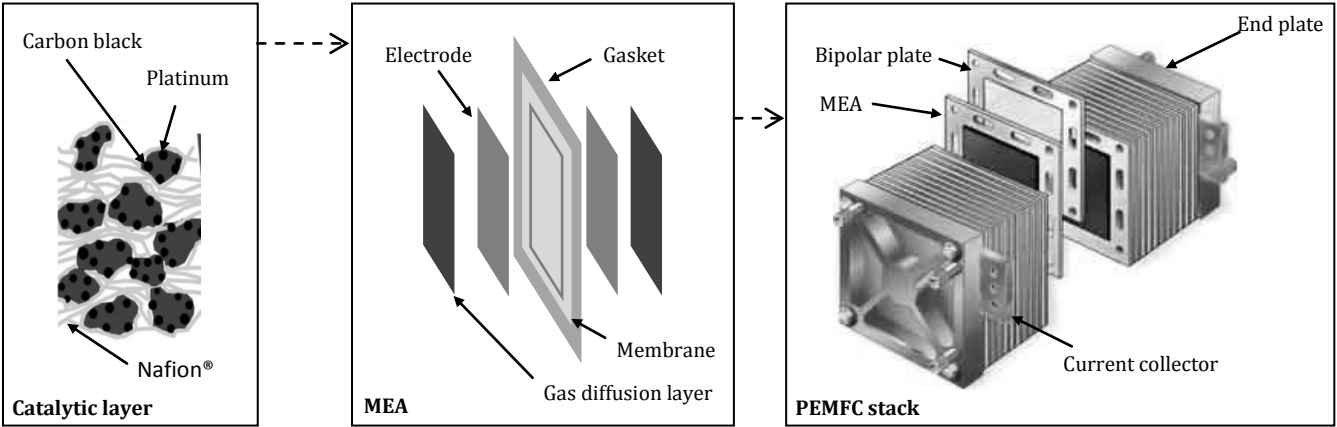 Carbon black
Platinum
Nafion®
Catalytic layer
Electrode
Gasket
Membrane
Gas diffusion layer
MEA
End plate
Bipolar plate
MEA
Current collector
PEMFC stack